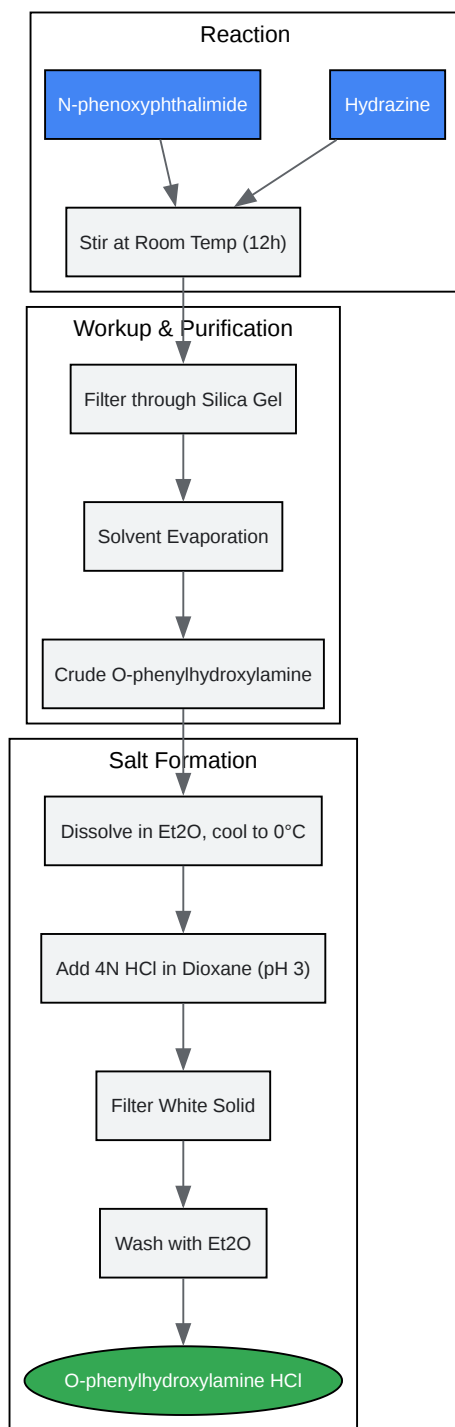 Reaction
N-phenoxyphthalimide
Hydrazine
Stir at Room Temp (12h)
Workup & Purification
Filter through Silica Gel
Solvent Evaporation
Crude O-phenylhydroxylamine
Salt Formation
Dissolve in Et2O, cool to 0°C
Add 4N HCl in Dioxane (pH 3)
Filter White Solid
Wash with Et2O
O-phenylhydroxylamine HCl